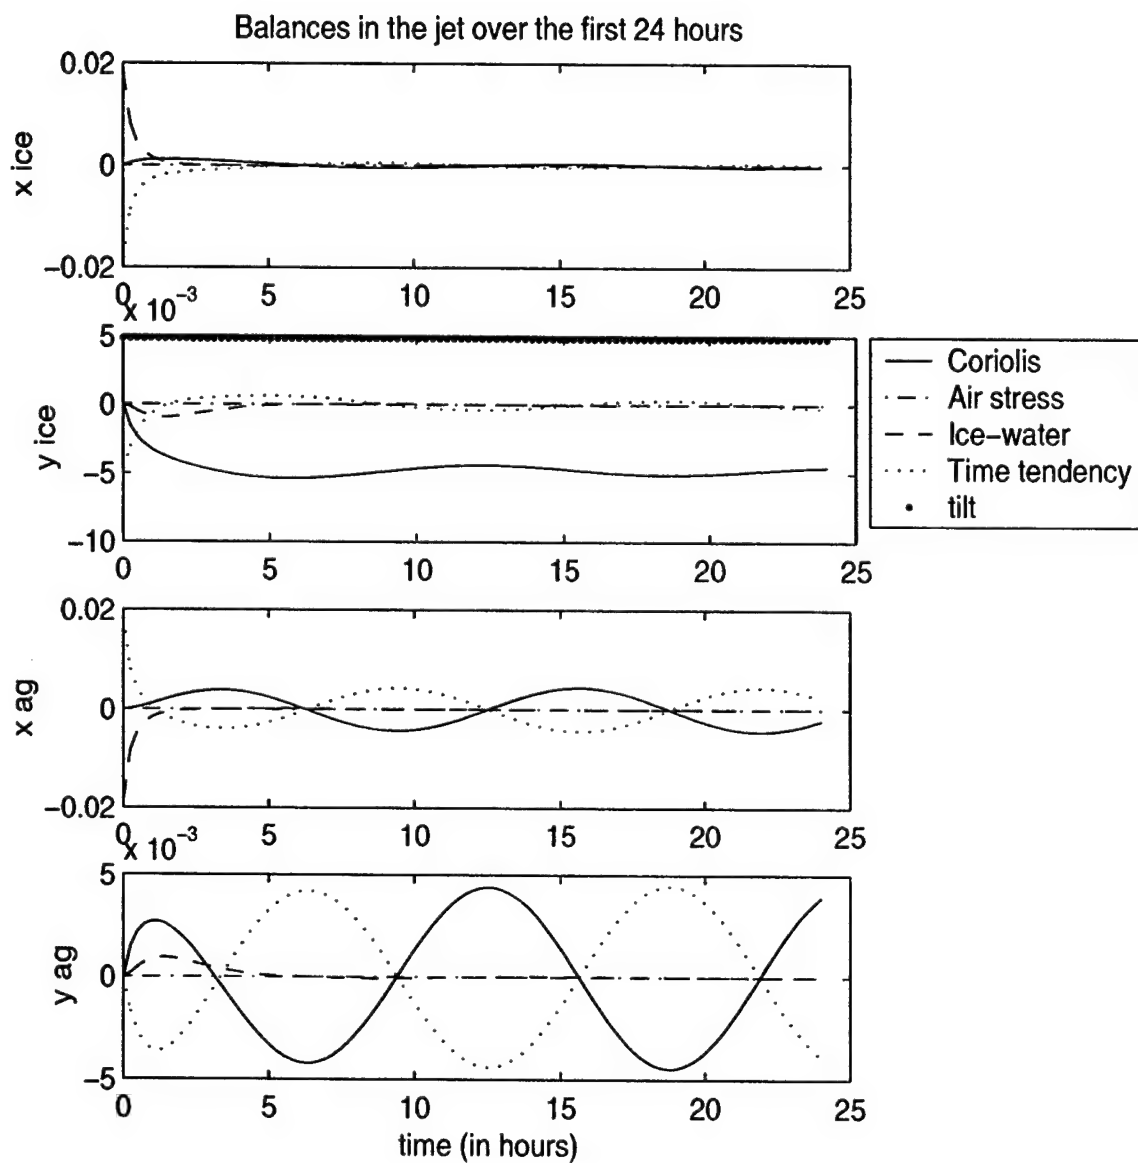 Balances in the jet over the first 24 hours
0.02
0
−0.02
x ice
0 5 10 15 20 25
x 10⁻³
5
0
−5
−10
y ice
0 5 10 15 20 25
Coriolis
Air stress
Ice−water
Time tendency
tilt
0.02
0
−0.02
x ag
0 5 10 15 20 25
x 10⁻³
5
0
−5
y ag
0 5 10 15 20 25
time (in hours)